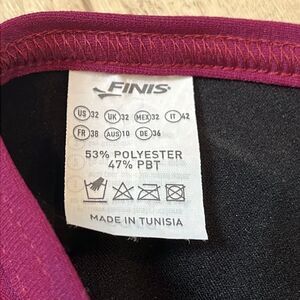 FINIS
US 32 UK 32 MEX 32 IT 42
FR 38 AUS 10 DE 36
53% POLYESTER
47% PBT
MADE IN TUNISIA